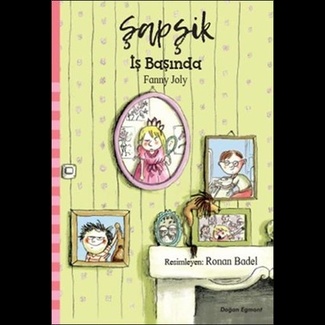 Şapşik
İş Başında
Fanny Joly
Resimleyen: Ronan Badel
Doğan Egmont